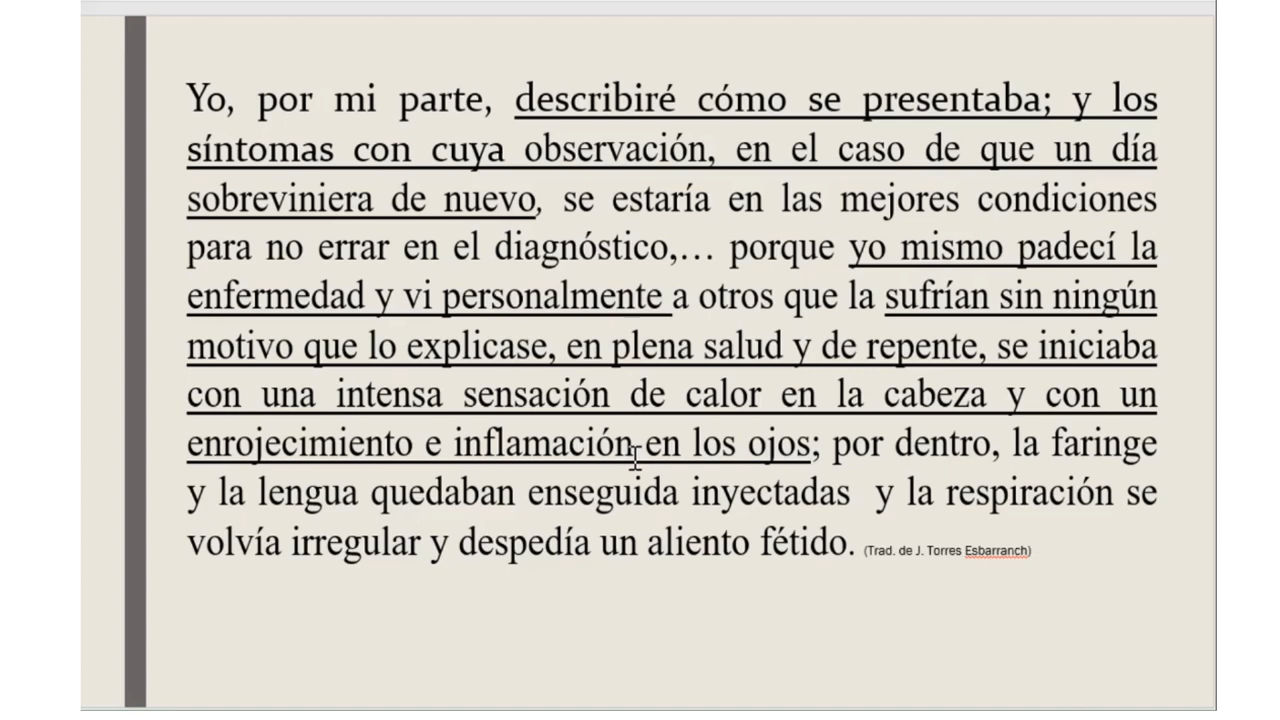 Yo, por mi parte, describiré cómo se presentaba; y los
síntomas con cuya observación, en el caso de que un día
sobreviniera de nuevo, se estaría en las mejores condiciones
para no errar en el diagnóstico,… porque yo mismo padecí la
enfermedad y vi personalmente a otros que la sufrían sin ningún
motivo que lo explicase, en plena salud y de repente, se iniciaba
con una intensa sensación de calor en la cabeza y con un
enrojecimiento e inflamación en los ojos; por dentro, la faringe
y la lengua quedaban enseguida inyectadas y la respiración se
volvía irregular y despedía un aliento fétido. (Trad. de J. Torres Esbarranch)